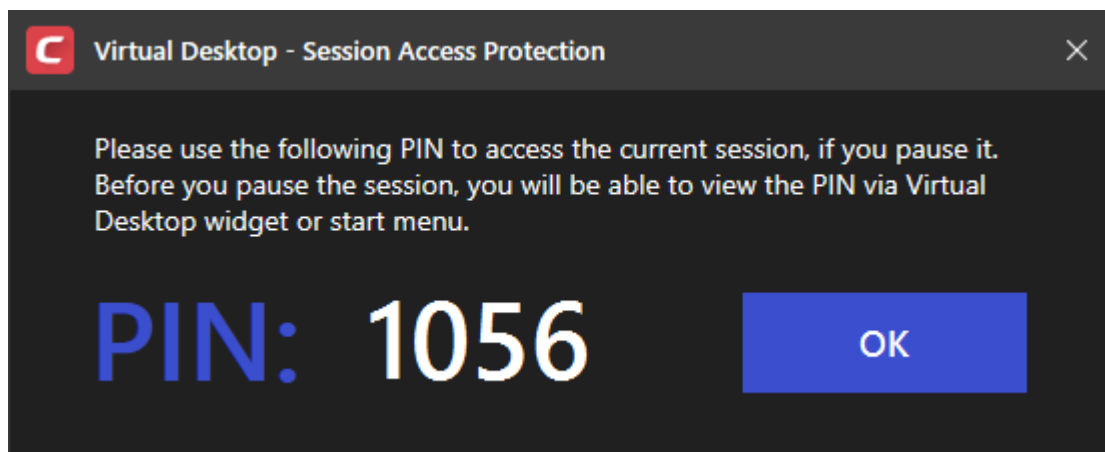 Virtual Desktop - Session Access Protection
Please use the following PIN to access the current session, if you pause it.
Before you pause the session, you will be able to view the PIN via Virtual
Desktop widget or start menu.
PIN: 1056
OK